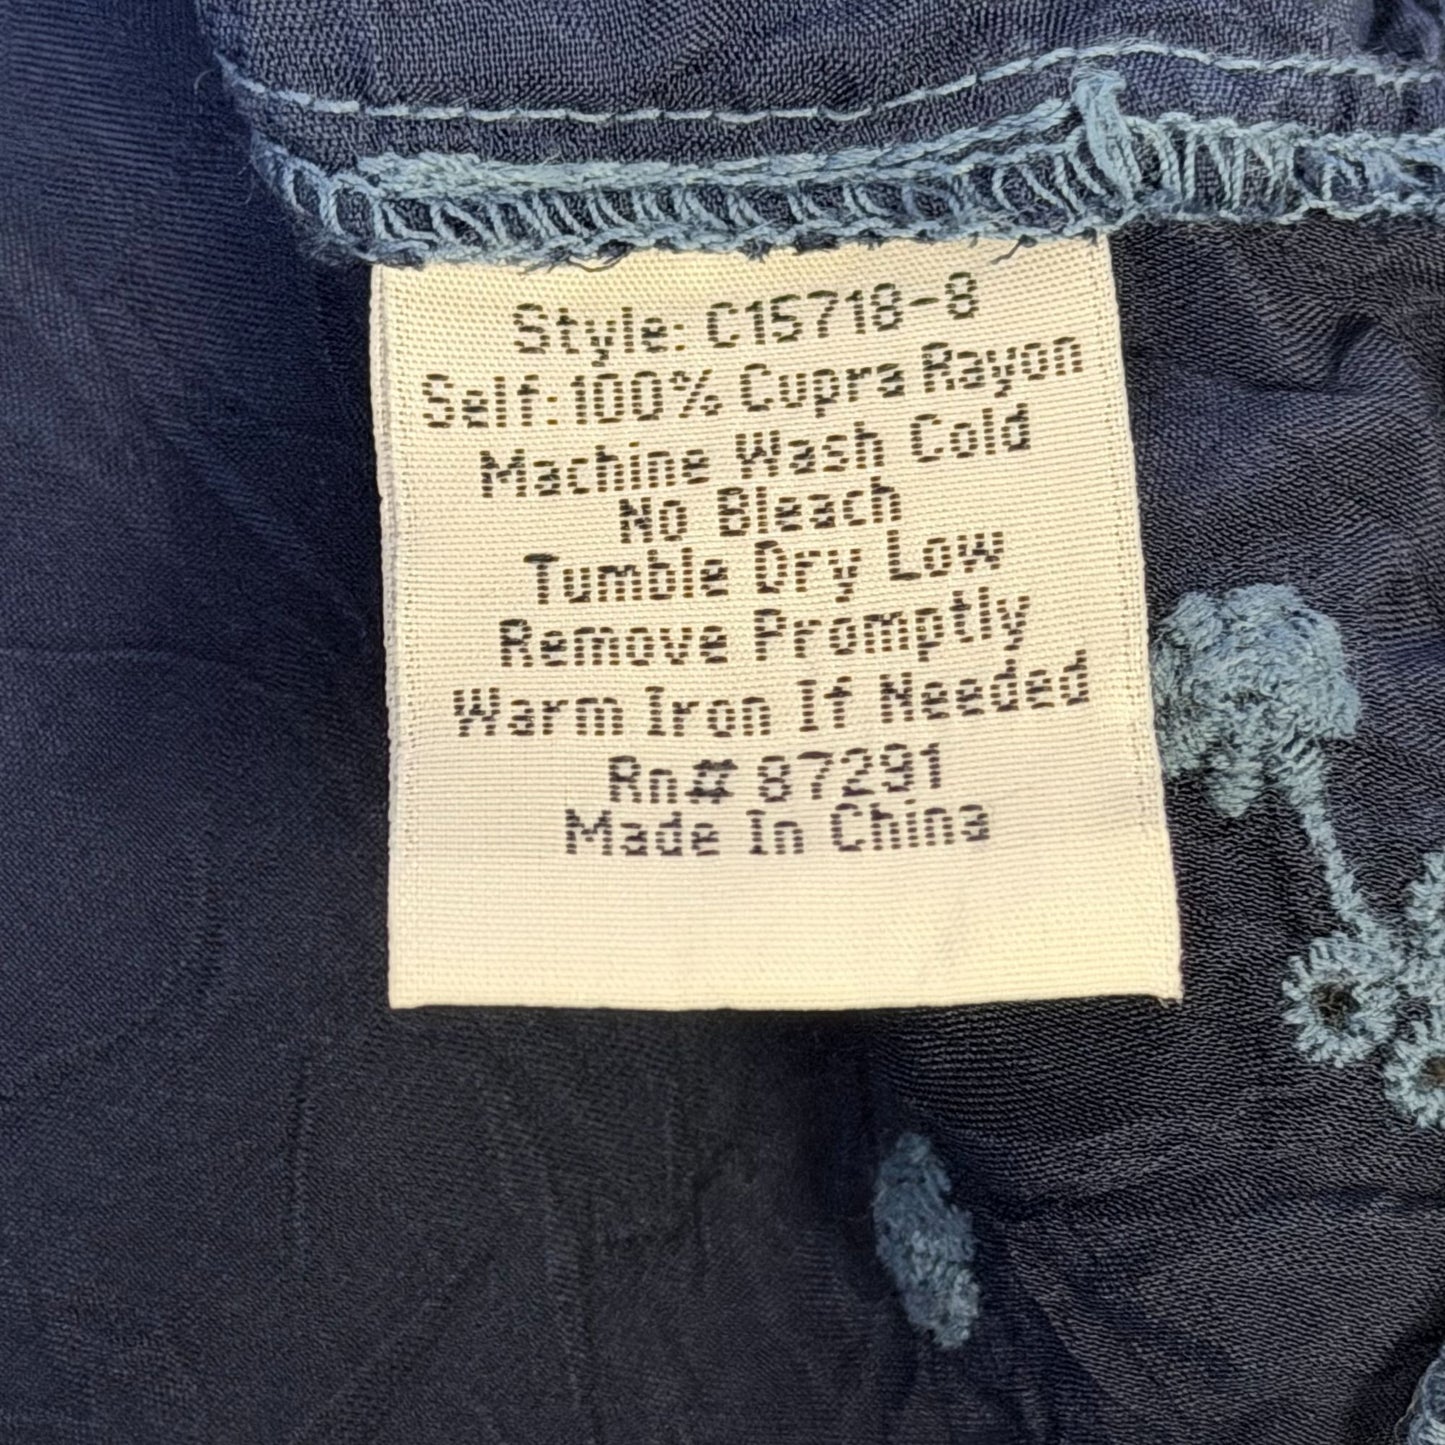 Style: C15718-8
Self:100% Cupra Rayon
Machine Wash Cold
No Bleach
Tumble Dry Low
Remove Promptly
Warm Iron If Needed
Rn# 87291
Made In China